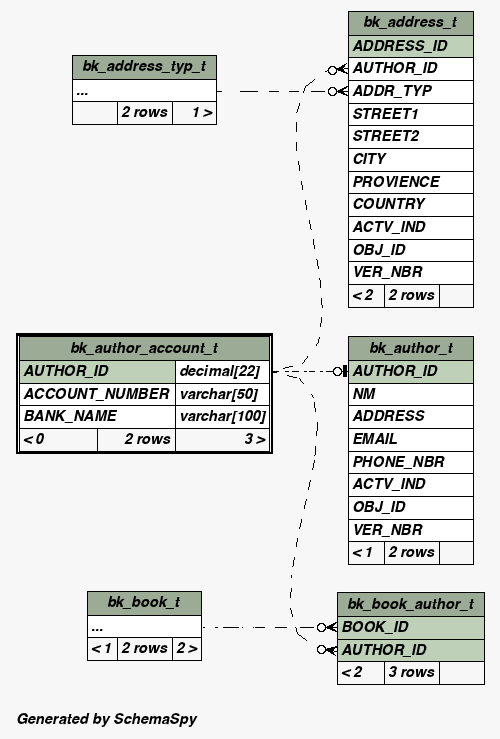 bk_address_t
ADDRESS_ID
AUTHOR_ID
ADDR_TYP
STREET1
STREET2
CITY
PROVIENCE
COUNTRY
ACTV_IND
OBJ_ID
VER_NBR
< 2 2 rows
bk_address_typ_t
...
2 rows 1 >
bk_author_account_t
AUTHOR_ID decimal[22]
ACCOUNT_NUMBER varchar[50]
BANK_NAME varchar[100]
< 0 2 rows 3 >
bk_author_t
AUTHOR_ID
NM
ADDRESS
EMAIL
PHONE_NBR
ACTV_IND
OBJ_ID
VER_NBR
< 1 2 rows
bk_book_t
...
< 1 2 rows 2 >
bk_book_author_t
BOOK_ID
AUTHOR_ID
< 2 3 rows
Generated by SchemaSpy